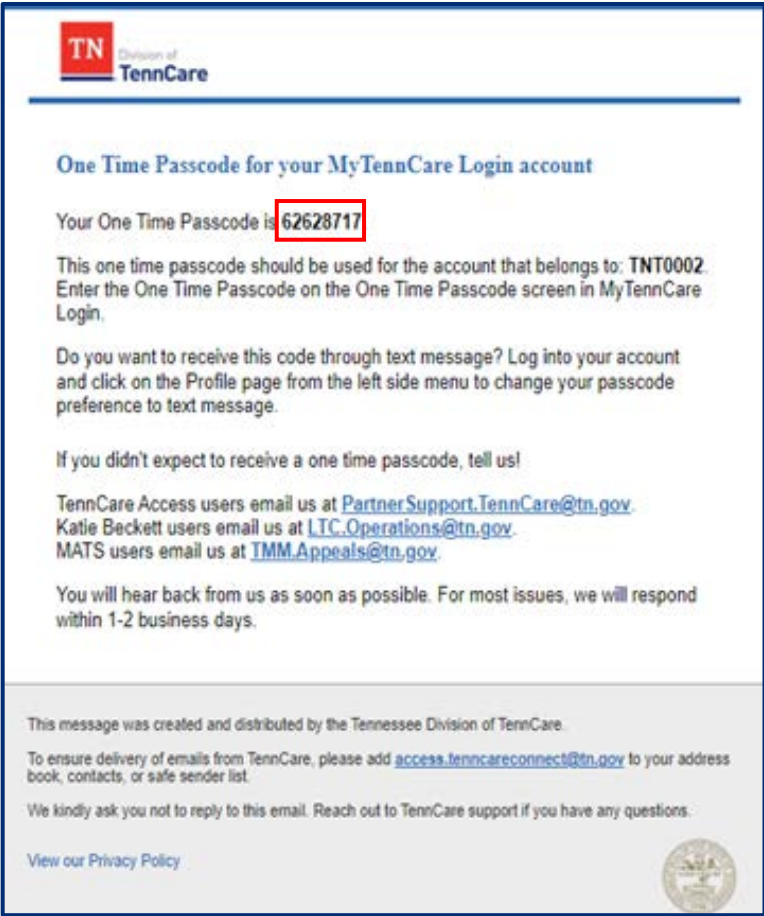 TN
Division of
TennCare
One Time Passcode for your MyTennCare Login account
Your One Time Passcode is 62628717
This one time passcode should be used for the account that belongs to: TNT0002.
Enter the One Time Passcode on the One Time Passcode screen in MyTennCare
Login.
Do you want to receive this code through text message? Log into your account
and click on the Profile page from the left side menu to change your passcode
preference to text message.
If you didn't expect to receive a one time passcode, tell us!
TennCare Access users email us at PartnerSupport.TennCare@tn.gov.
Katie Beckett users email us at LTC.Operations@tn.gov.
MATS users email us at TMM.Appeals@tn.gov.
You will hear back from us as soon as possible. For most issues, we will respond
within 1-2 business days.
This message was created and distributed by the Tennessee Division of TennCare.
To ensure delivery of emails from TennCare, please add access.tenncareconnect@tn.gov to your address
book, contacts, or safe sender list.
We kindly ask you not to reply to this email. Reach out to TennCare support if you have any questions.
View our Privacy Policy